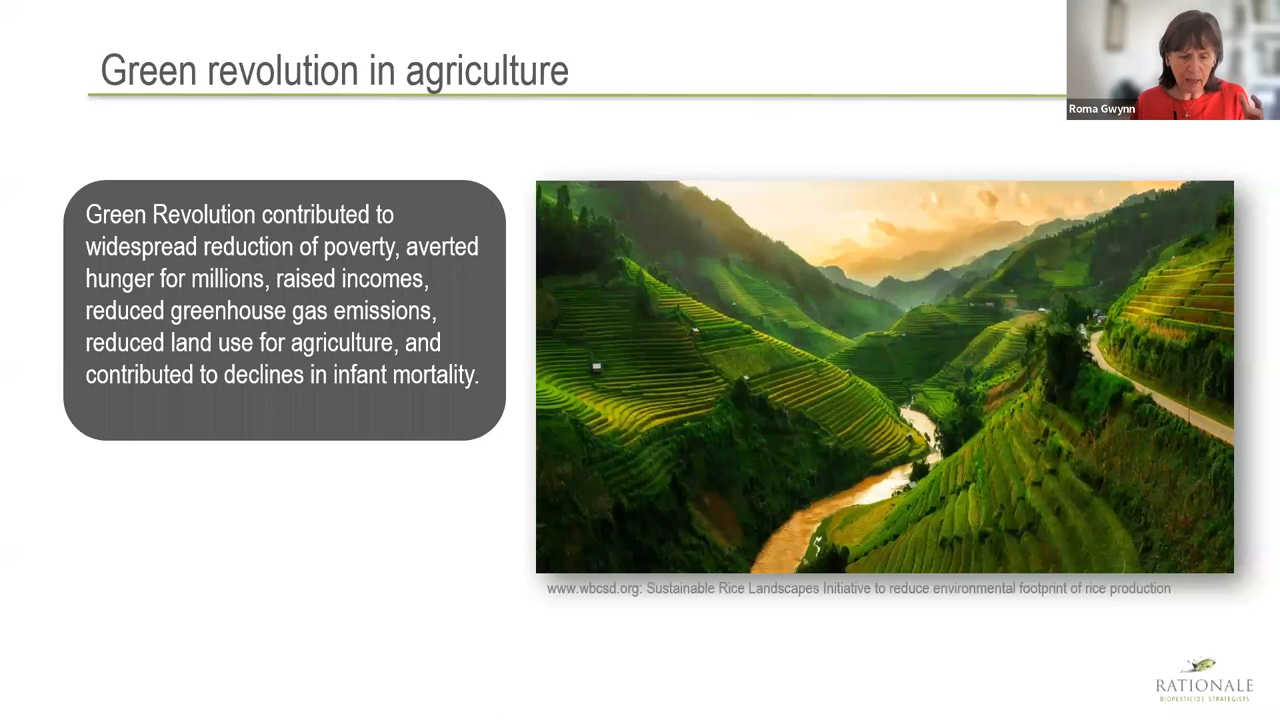 Green revolution in agriculture
Roma Gwynn
Green Revolution contributed to
widespread reduction of poverty, averted
hunger for millions, raised incomes,
reduced greenhouse gas emissions,
reduced land use for agriculture, and
contributed to declines in infant mortality.
www.wbcsd.org: Sustainable Rice Landscapes Initiative to reduce environmental footprint of rice production
RATIONALE
BIOPESTICIDE STRATEGISTS